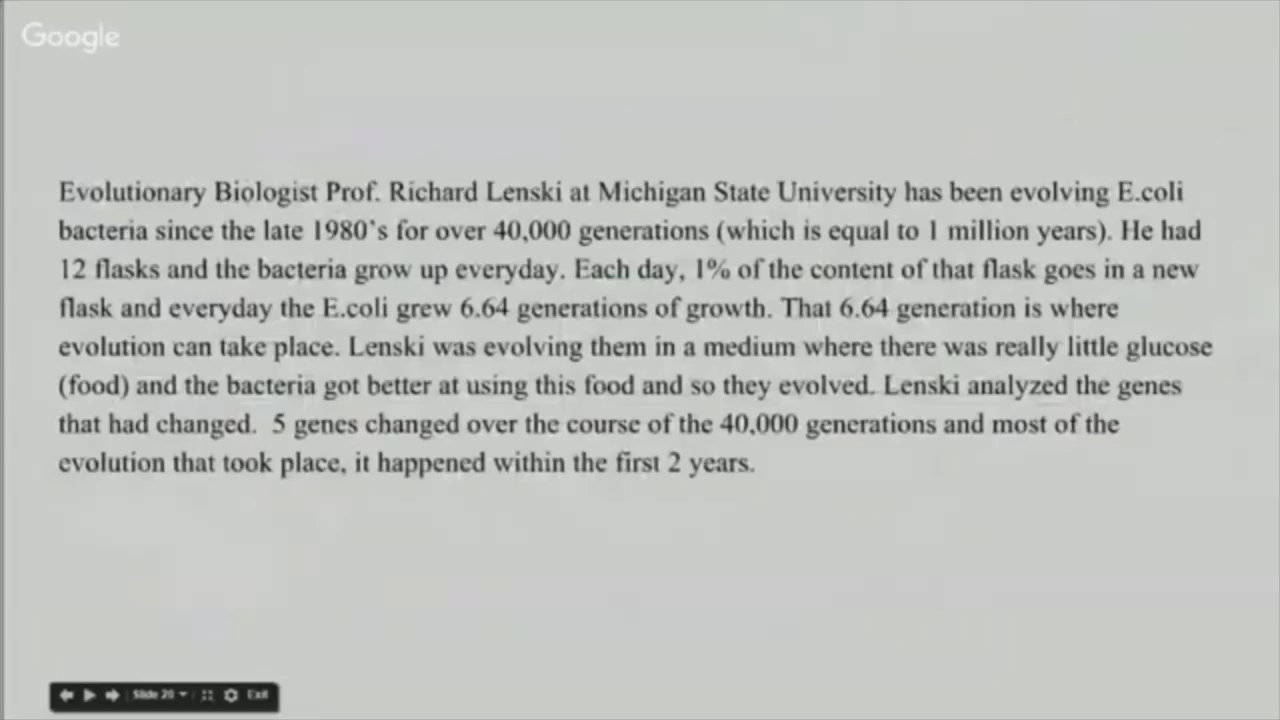 Google
Evolutionary Biologist Prof. Richard Lenski at Michigan State University has been evolving E.coli
bacteria since the late 1980's for over 40,000 generations (which is equal to 1 million years). He had
12 flasks and the bacteria grow up everyday. Each day, 1% of the content of that flask goes in a new
flask and everyday the E.coli grew 6.64 generations of growth. That 6.64 generation is where
evolution can take place. Lenski was evolving them in a medium where there was really little glucose
(food) and the bacteria got better at using this food and so they evolved. Lenski analyzed the genes
that had changed.  5 genes changed over the course of the 40,000 generations and most of the
evolution that took place, it happened within the first 2 years.
Slide 20 Exit